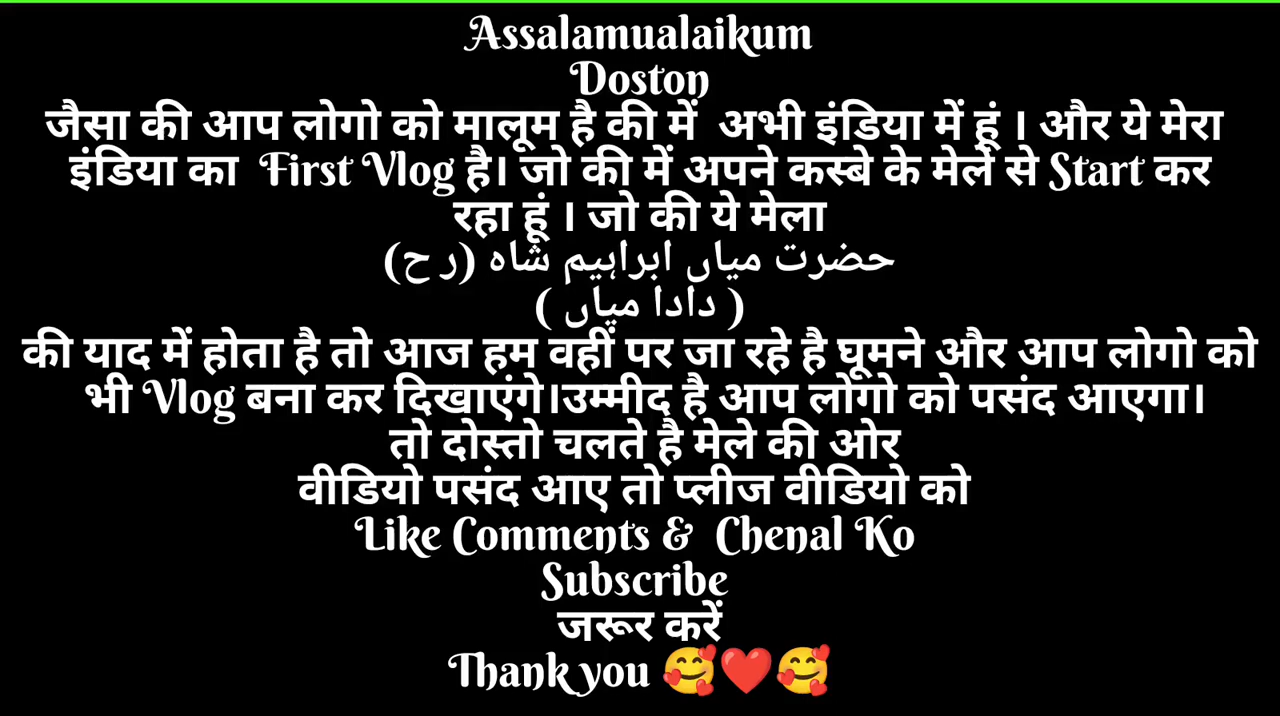 Assalamualaikum
Doston
जैसा की आप लोगो को मालूम है की में अभी इंडिया में हूं । और ये मेरा
इंडिया का First Vlog है। जो की में अपने कस्बे के मेले से Start कर
रहा हूं । जो की ये मेला
حضرت میاں ابراہیم شاہ (ر ح)
( دادا میاں )
की याद में होता है तो आज हम वहीं पर जा रहे है घूमने और आप लोगो को
भी Vlog बना कर दिखाएंगे।उम्मीद है आप लोगो को पसंद आएगा।
तो दोस्तो चलते है मेले की ओर
वीडियो पसंद आए तो प्लीज वीडियो को
Like Comments & Chenal Ko
Subscribe
जरूर करें
Thank you 🥰❤️🥰